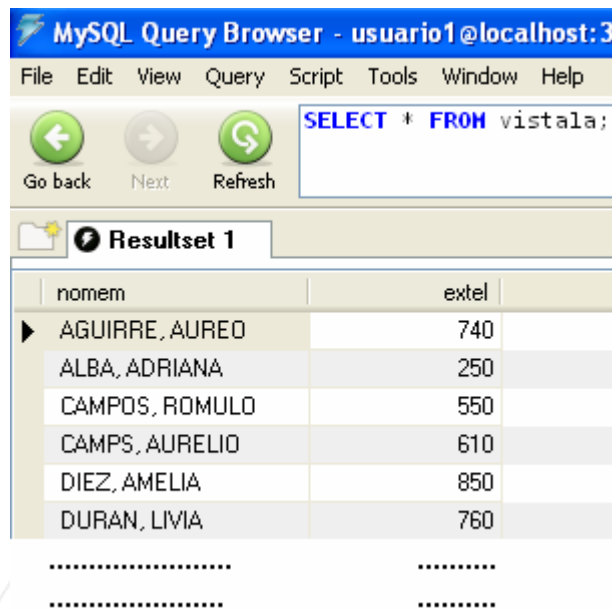 MySQL Query Browser - usuario1@localhost:3
File Edit View Query Script Tools Window Help
SELECT * FROM vistala;
Go back Next Refresh
Resultset 1
nomem extel
AGUIRRE, AUREO 740
ALBA, ADRIANA 250
CAMPOS, ROMULO 550
CAMPS, AURELIO 610
DIEZ, AMELIA 850
DURAN, LIVIA 760
....................... ..........
...................... ..........